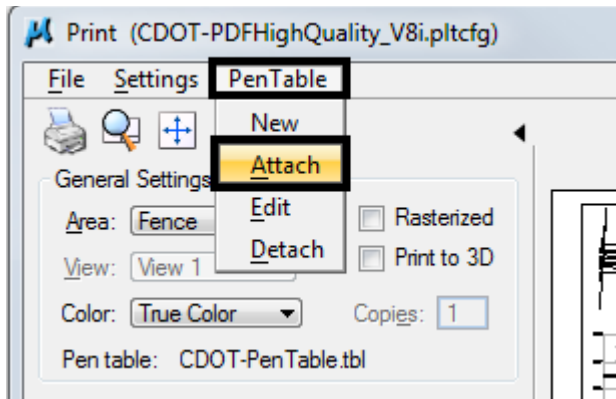 Print (CDOT-PDFHighQuality_V8i.pltcfg)
File Settings PenTable
New
Attach
Edit
Detach
General Settings
Area: Fence
Rasterized
View: View 1
Print to 3D
Color: True Color
Copies: 1
Pen table: CDOT-PenTable.tbl